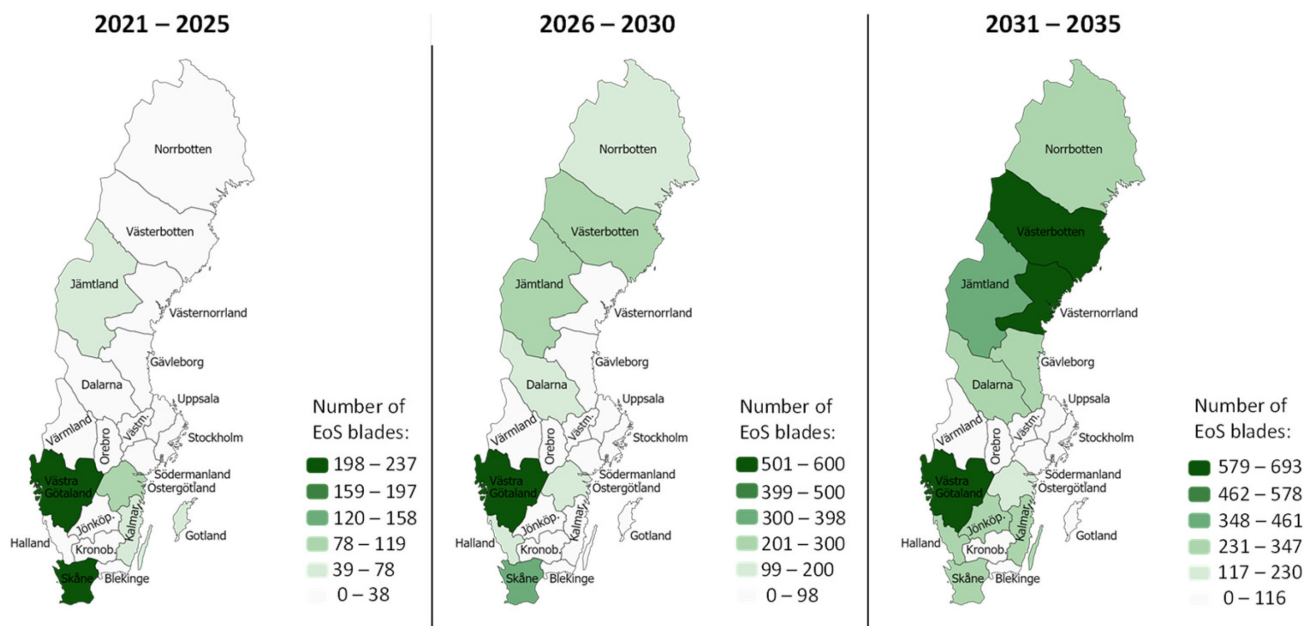 2021 – 2025
Norrbotten
Västerbotten
Jämtland
Västernorrland
Gävleborg
Dalarna
Uppsala
Värmland
Örebro
Västm.
Stockholm
Södermanland
Östergötland
Västra
Götaland
Jönköp.
Kalmar
Gotland
Halland
Kronob.
Skåne
Blekinge
Number of
EoS blades:
198 – 237
159 – 197
120 – 158
78 – 119
39 – 78
0 – 38
2026 – 2030
Norrbotten
Västerbotten
Jämtland
Västernorrland
Gävleborg
Dalarna
Uppsala
Värmland
Örebro
Västm.
Stockholm
Södermanland
Östergötland
Västra
Götaland
Jönköp.
Kalmar
Gotland
Halland
Kronob.
Skåne
Blekinge
Number of
EoS blades:
501 – 600
399 – 500
300 – 398
201 – 300
99 – 200
0 – 98
2031 – 2035
Norrbotten
Västerbotten
Jämtland
Västernorrland
Gävleborg
Dalarna
Uppsala
Värmland
Örebro
Västm.
Stockholm
Södermanland
Östergötland
Västra
Götaland
Jönköp.
Kalmar
Gotland
Halland
Kronob.
Skåne
Blekinge
Number of
EoS blades:
579 – 693
462 – 578
348 – 461
231 – 347
117 – 230
0 – 116